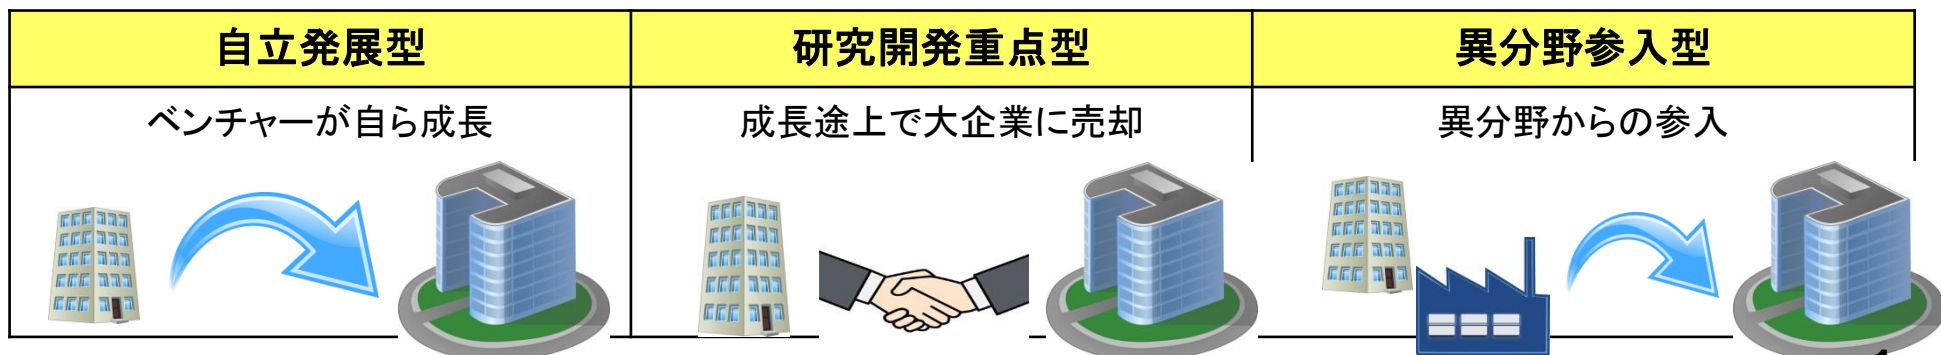 自立発展型
研究開発重点型
異分野参入型
ベンチャーが自ら成長
成長途上で大企業に売却
異分野からの参入